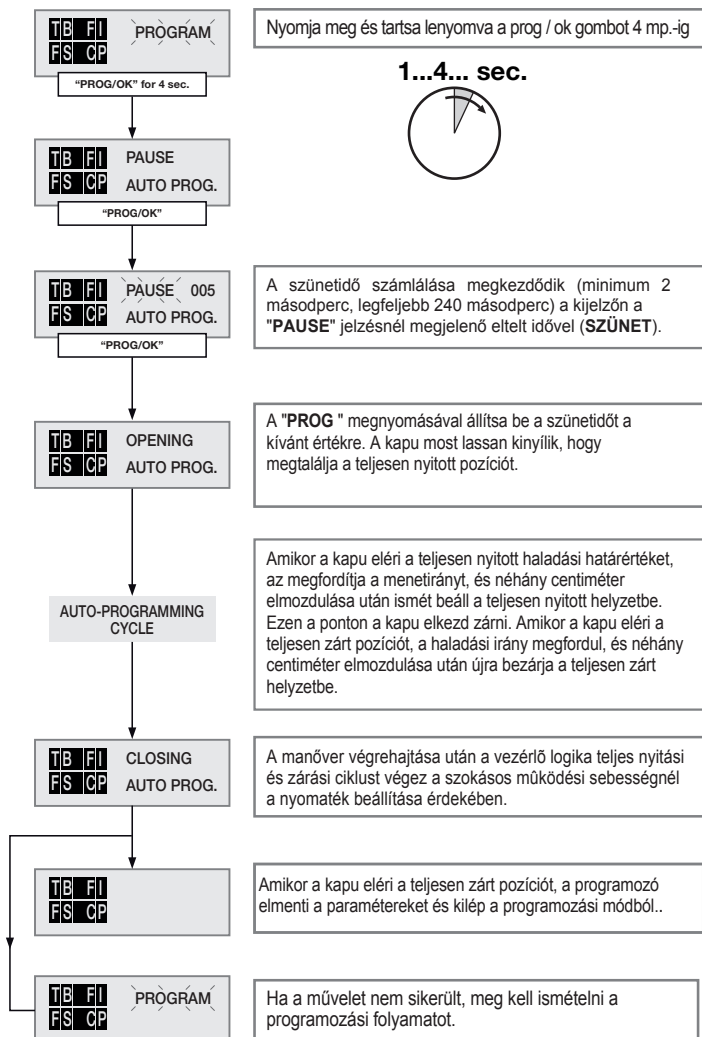 TB FI PROGRAM
FS CP
"PROG/OK" for 4 sec.
Nyomja meg és tartsa lenyomva a prog / ok gombot 4 mp.-ig
1...4... sec.
TB FI PAUSE
FS CP AUTO PROG.
"PROG/OK"
TB FI PAUSE 005
FS CP AUTO PROG.
"PROG/OK"
A szünetidő számlálása megkezdődik (minimum 2
másodperc, legfeljebb 240 másodperc) a kijelzőn a
"PAUSE" jelzésnél megjelenő eltelt idővel (SZÜNET).
TB FI OPENING
FS CP AUTO PROG.
A "PROG " megnyomásával állítsa be a szünetidőt a
kívánt értékre. A kapu most lassan kinyílik, hogy
megtalálja a teljesen nyitott pozíciót.
AUTO-PROGRAMMING
CYCLE
Amikor a kapu eléri a teljesen nyitott haladási határértéket,
az megfordítja a menetirányt, és néhány centiméter
elmozdulása után ismét beáll a teljesen nyitott helyzetbe.
Ezen a ponton a kapu elkezd zárni. Amikor a kapu eléri a
teljesen zárt pozíciót, a haladási irány megfordul, és néhány
centiméter elmozdulása után újra bezárja a teljesen zárt
helyzetbe.
TB FI CLOSING
FS CP AUTO PROG.
A manőver végrehajtása után a vezérlõ logika teljes nyitási
és zárási ciklust végez a szokásos mûködési sebességnél
a nyomaték beállítása érdekében.
TB FI
FS CP
Amikor a kapu eléri a teljesen zárt pozíciót, a programozó
elmenti a paramétereket és kilép a programozási módból..
TB FI PROGRAM
FS CP
Ha a művelet nem sikerült, meg kell ismételni a
programozási folyamatot.